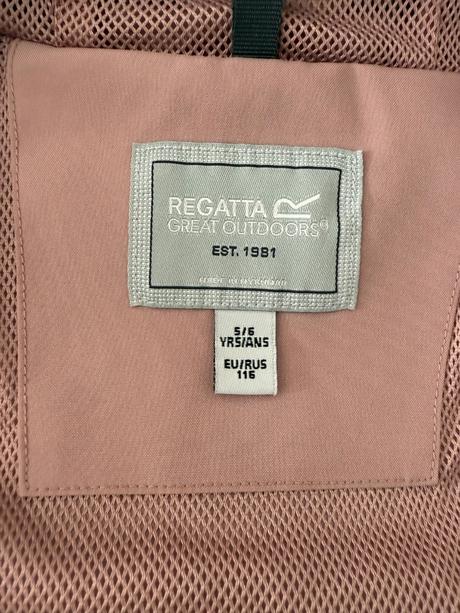 REGATTA
GREAT OUTDOORS®
EST. 1981
5/6
YRS/ANS
EU/RUS
116